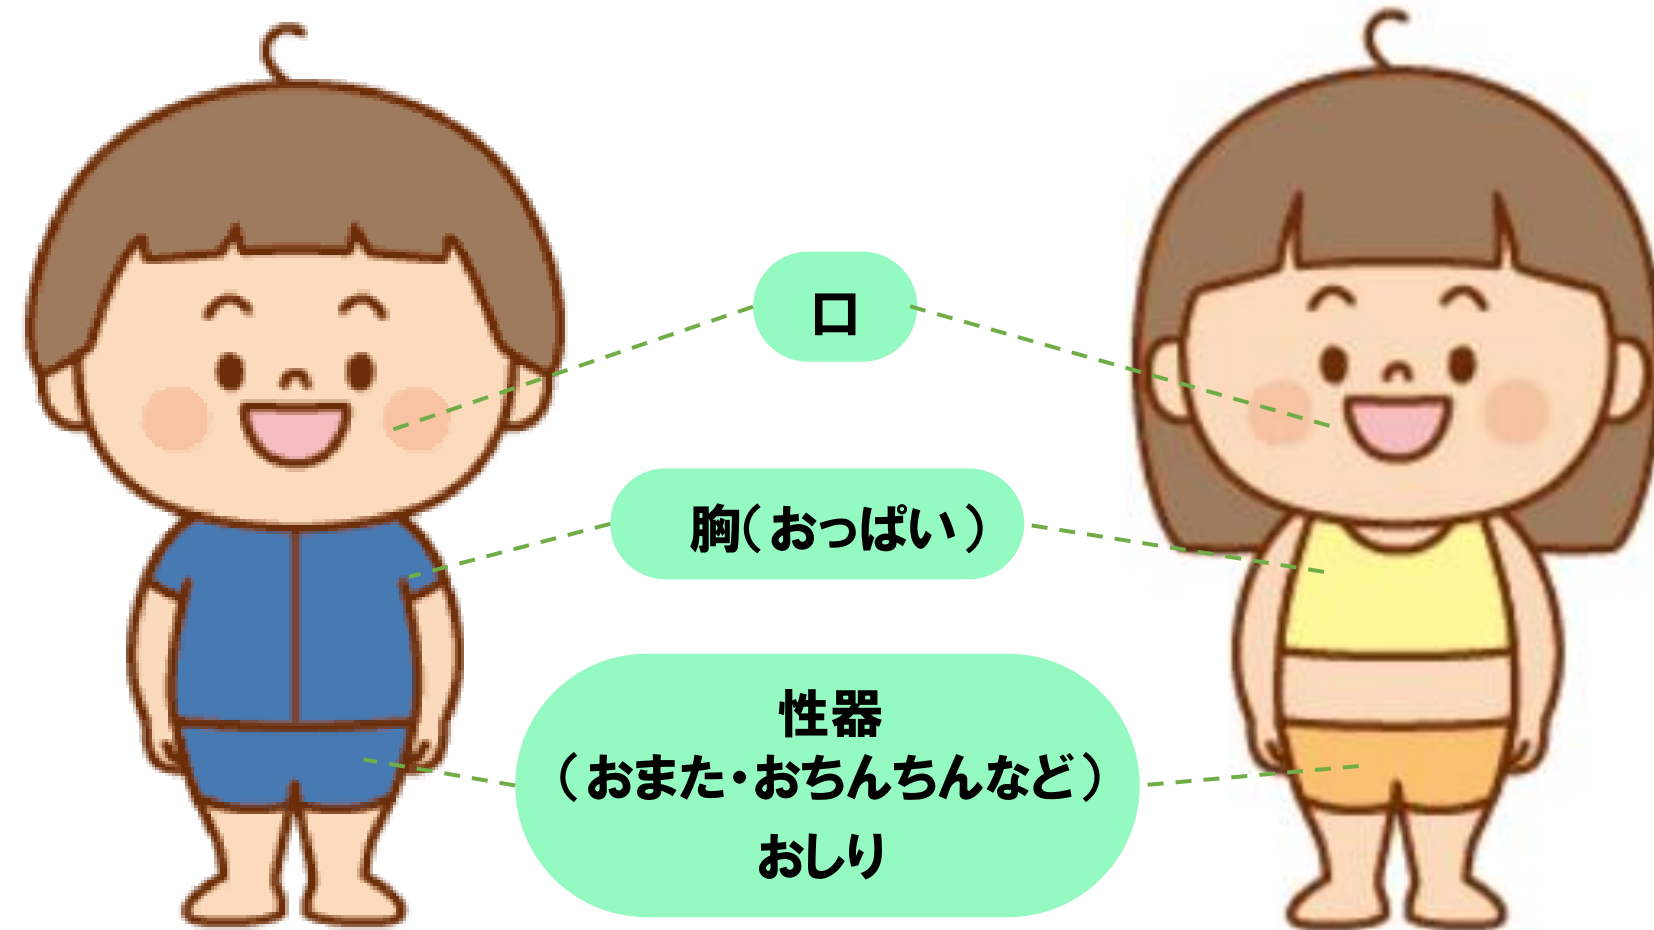 口
胸(おっぱい)
性器
(おまた・おちんちんなど)
おしり